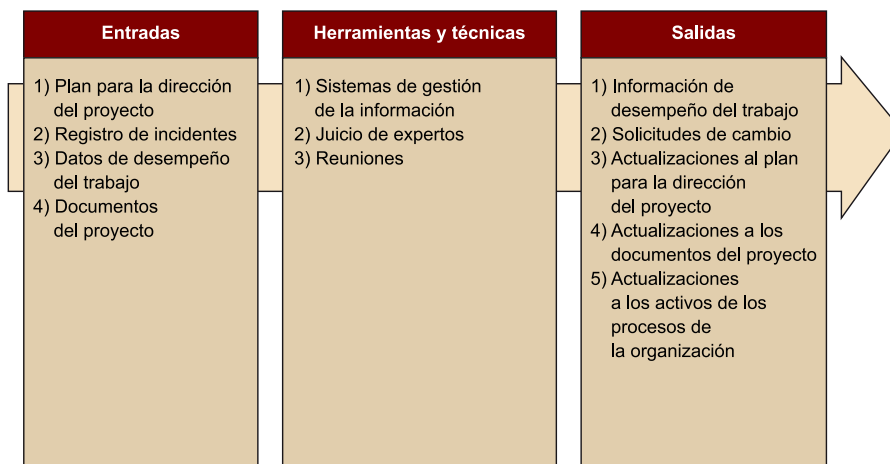 Entradas
1) Plan para la dirección
del proyecto
2) Registro de incidentes
3) Datos de desempeño
del trabajo
4) Documentos
del proyecto
Herramientas y técnicas
1) Sistemas de gestión
de la información
2) Juicio de expertos
3) Reuniones
Salidas
1) Información de
desempeño del trabajo
2) Solicitudes de cambio
3) Actualizaciones al plan
para la dirección
del proyecto
4) Actualizaciones a los
documentos del proyecto
5) Actualizaciones
a los activos de los
procesos de
la organización